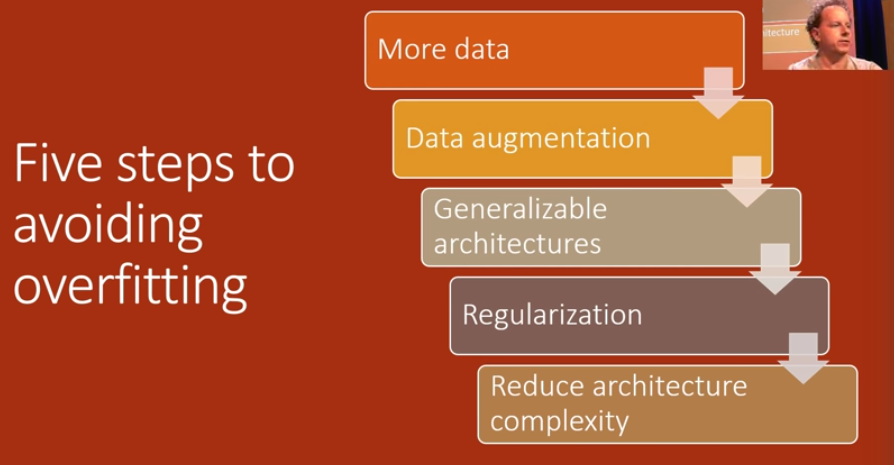 Five steps to
avoiding
overfitting
More data
Data augmentation
Generalizable
architectures
Regularization
Reduce architecture
complexity
itecture